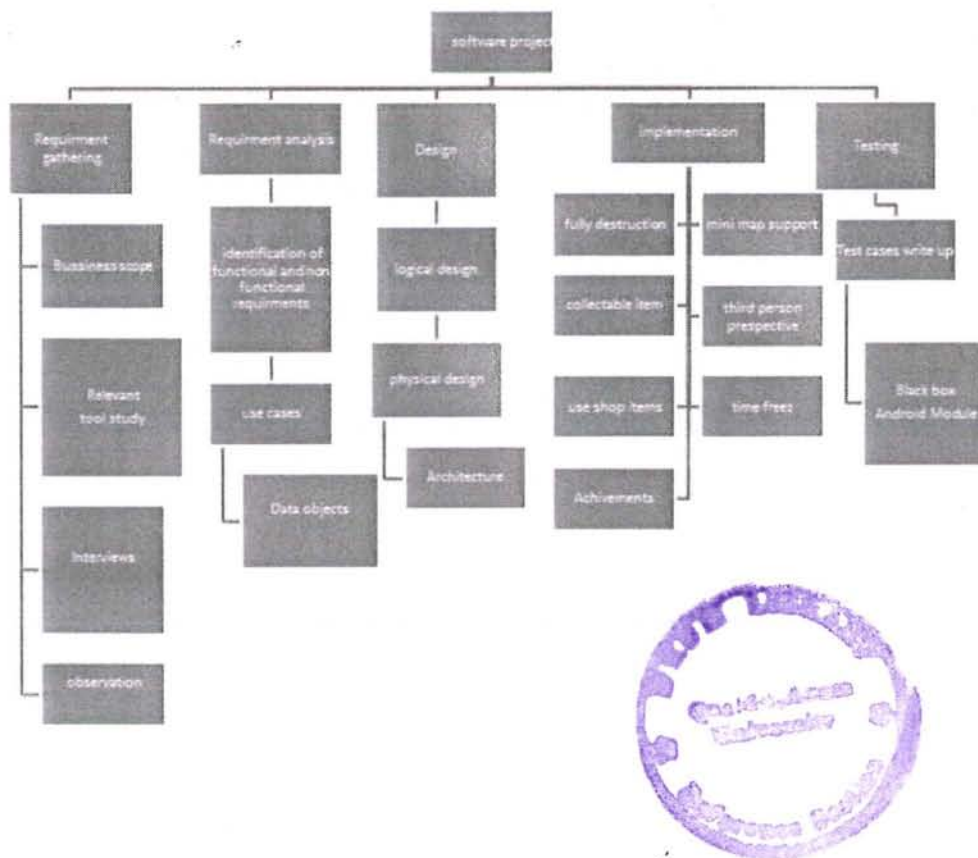 software project
Requirment
gathering
Bussiness scope
Relevant
tool study
Interviews
observation
Requirment analysis
identification of
functional and non
functional
requirments
use cases
Data objects
Design
logical design
physical design
Architecture
implementation
fully destruction
mini map support
collectable item
third person
prespective
use shop items
time freez
Achivements
Testing
Test cases write up
Black box
Android Module